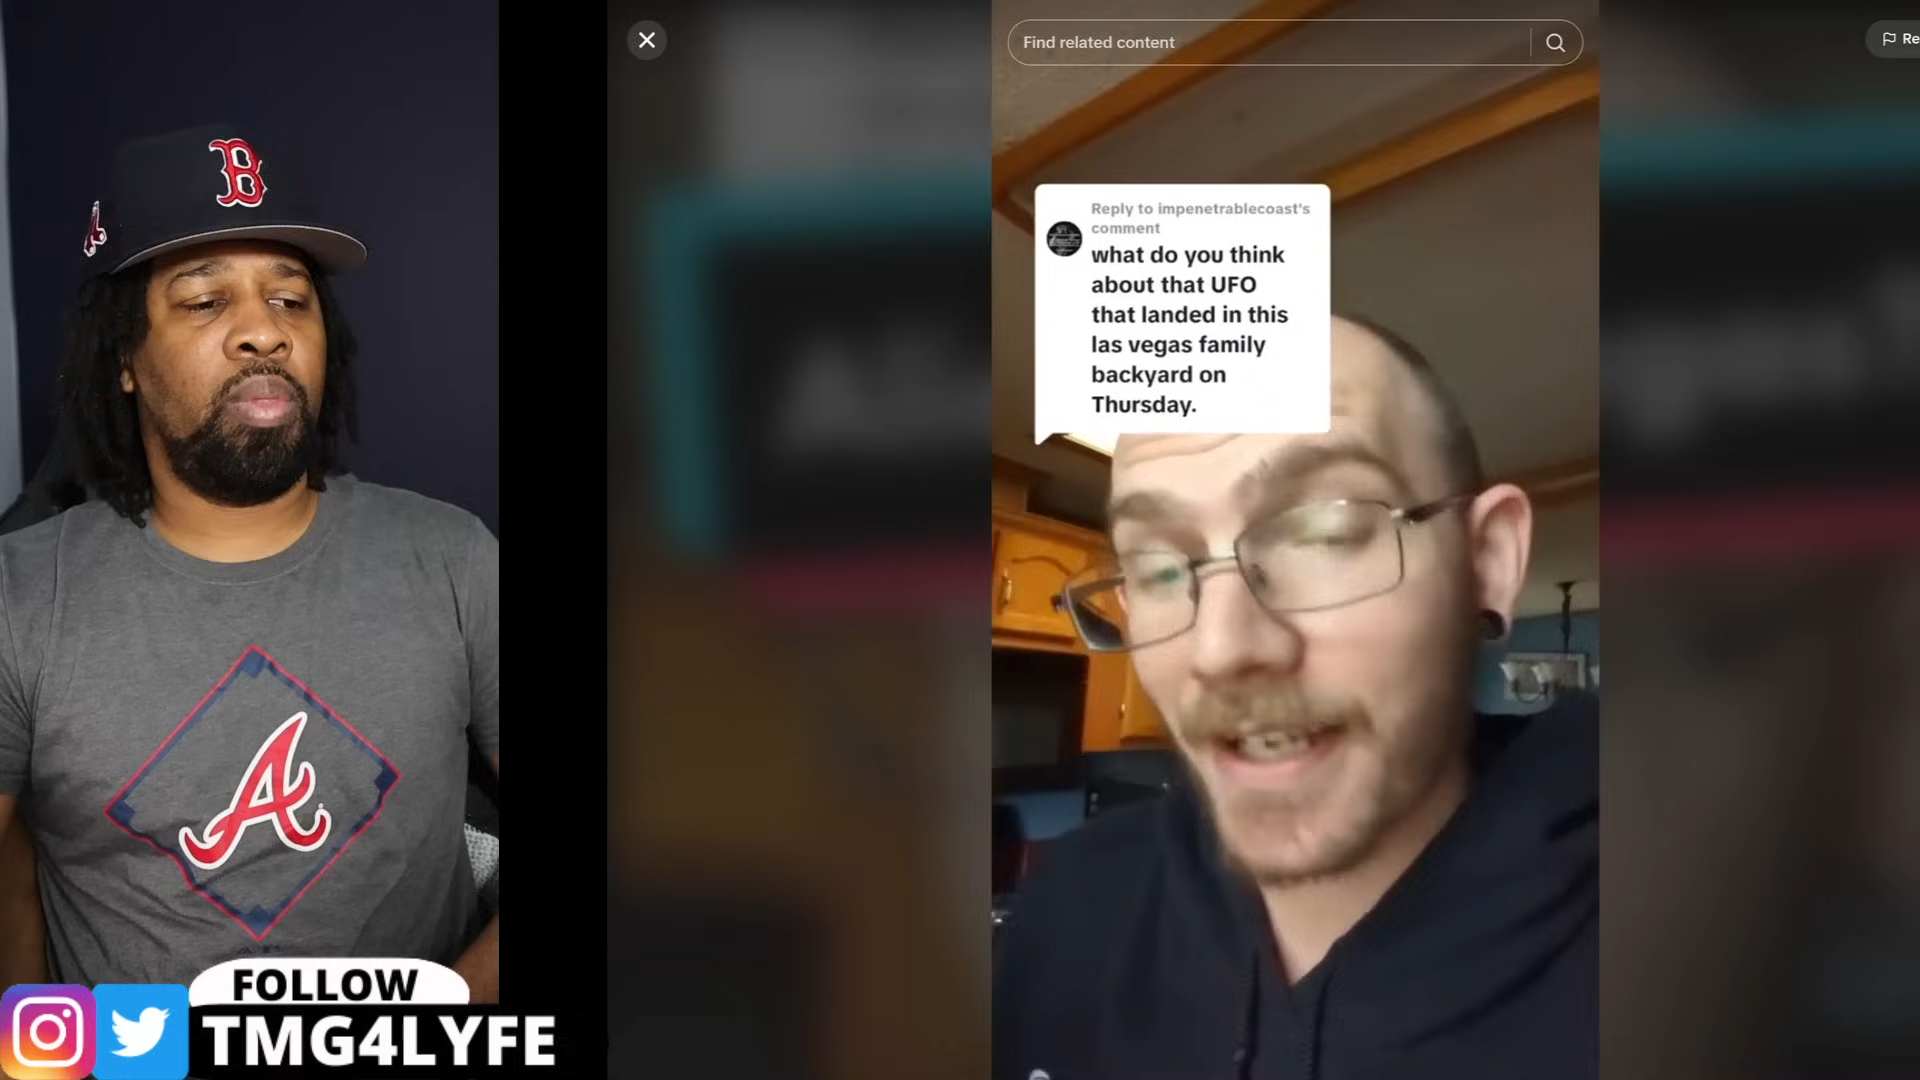 Find related content
Re
Reply to impenetrablecoast's
comment
what do you think
about that UFO
that landed in this
las vegas family
backyard on
Thursday.
B
A
FOLLOW
TMG4LYFE